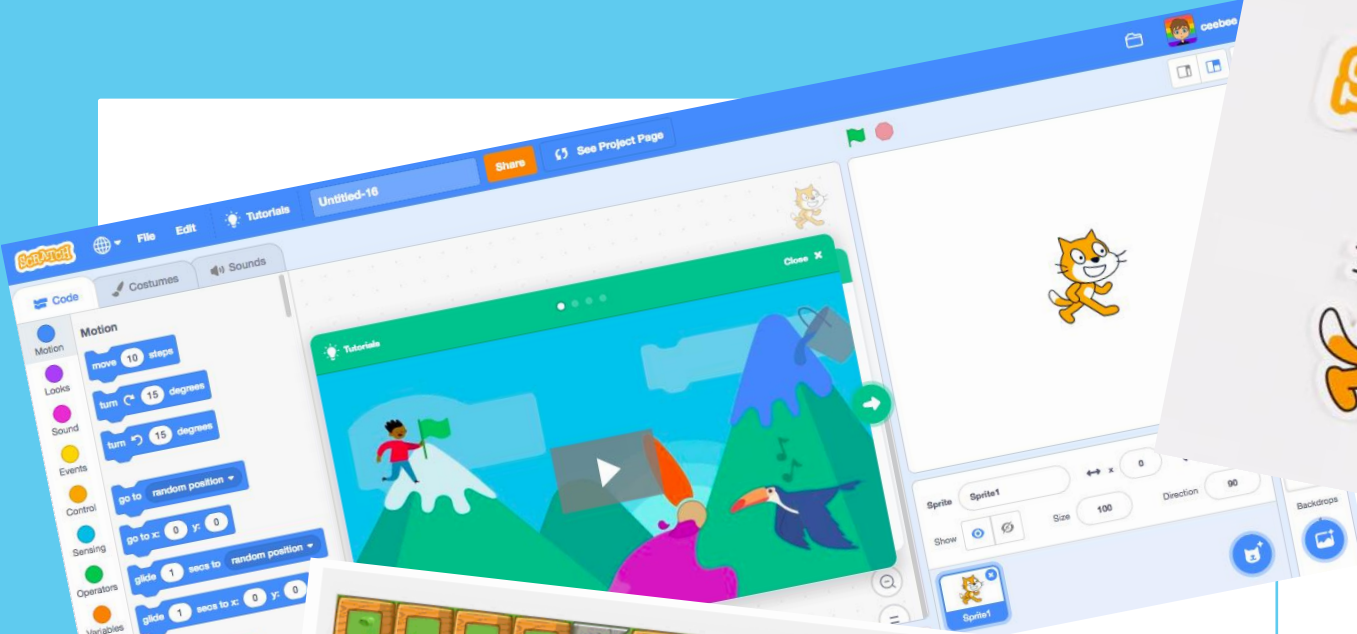 ceebee
SCRATCH
File
Edit
Tutorials
Untitled-16
Share
See Project Page
Code
Costumes
Sounds
Motion
Looks
Sound
Events
Control
Sensing
Operators
Variables
Motion
move 10 steps
turn 15 degrees
turn 15 degrees
go to random position
go to x: 0 y: 0
glide 1 secs to random position
glide 1 secs to x: 0 y: 0
Tutorials
Close
Sprite Sprite1
x 0
Show
Size 100
Direction 90
Sprite1
Backdrops